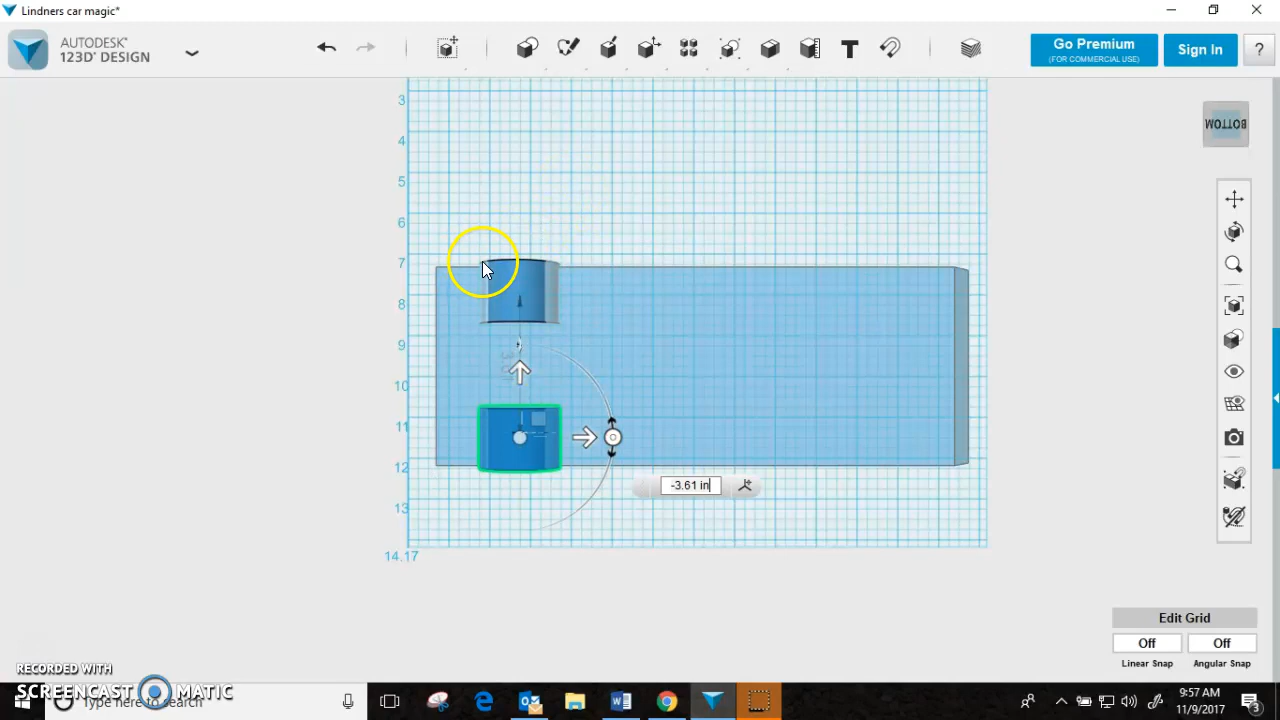 Lindners car magic*
AUTODESK®
123D® DESIGN
Go Premium
(FOR COMMERCIAL USE)
Sign In
?
BOTTOM
3
4
5
6
7
8
9
10
11
12
13
14.17
-3.61 in
Edit Grid
Off
Off
Linear Snap
Angular Snap
RECORDED WITH
SCREENCAST MATIC
Type here to search
9:57 AM
11/9/2017
3